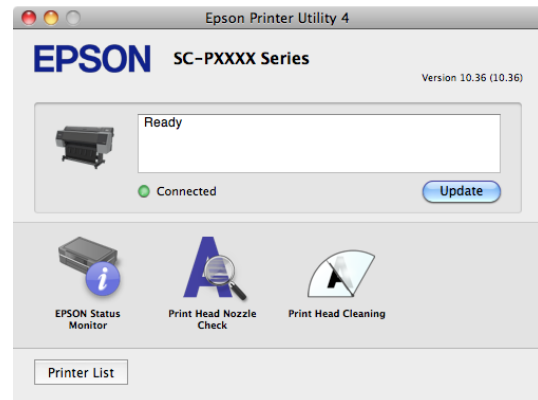 Epson Printer Utility 4
EPSON SC-PXXXX Series
Version 10.36 (10.36)
Ready
Connected
Update
EPSON Status
Monitor
Print Head Nozzle
Check
Print Head Cleaning
Printer List